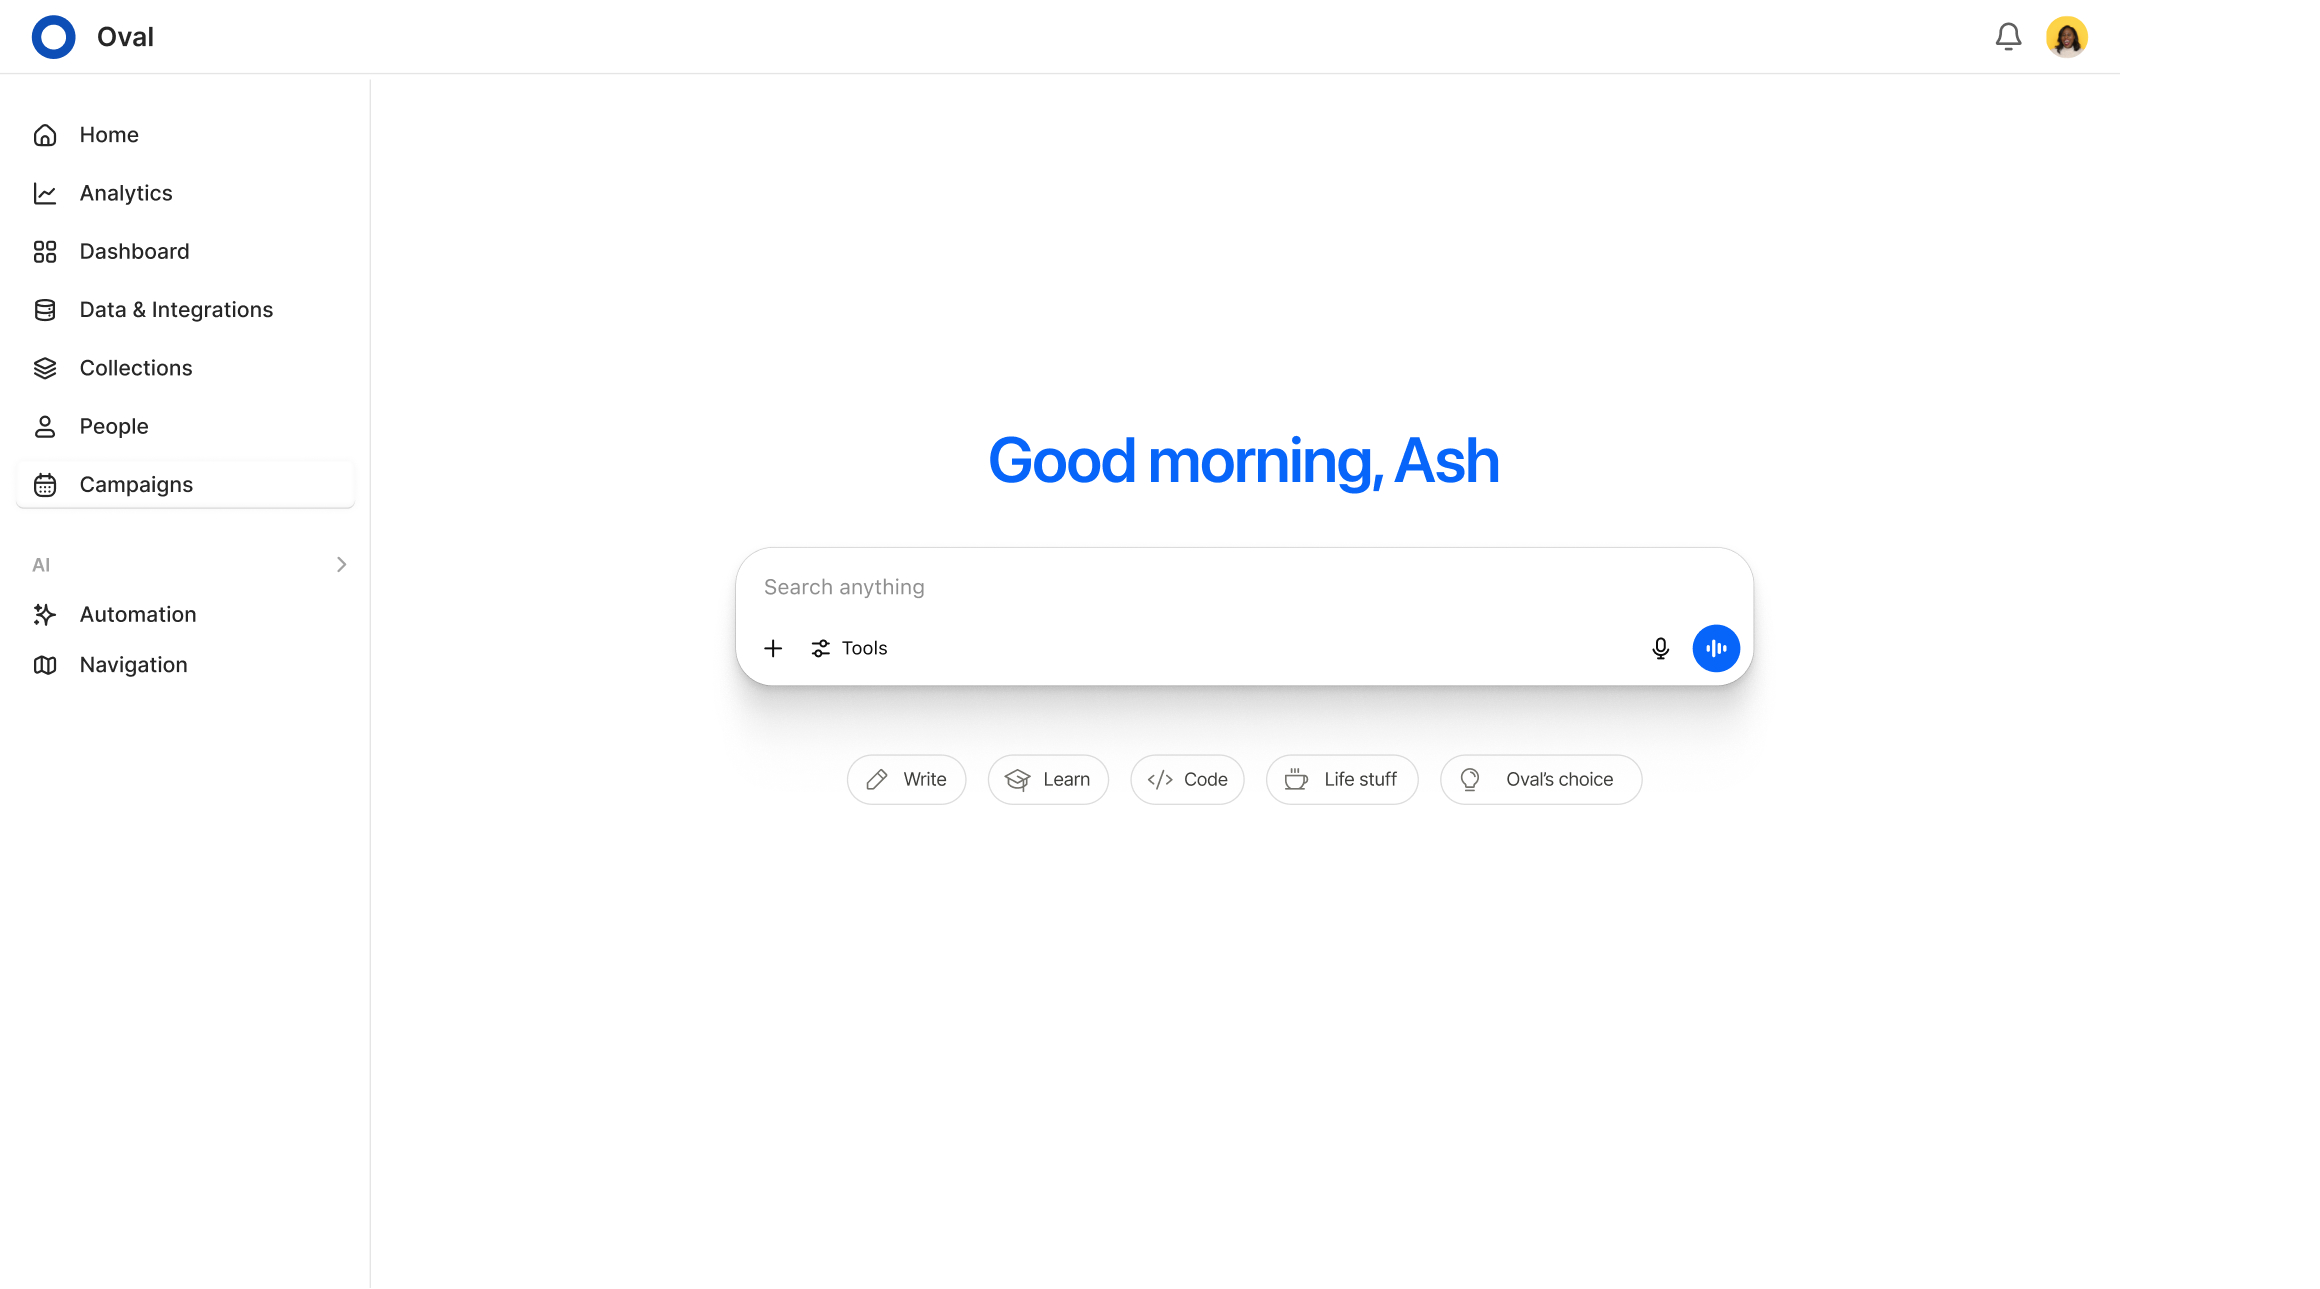 Oval
Home
Analytics
Dashboard
Data & Integrations
Collections
People
Campaigns
AI
Automation
Navigation
Good morning, Ash
Search anything
Tools
Write
Learn
Code
Life stuff
Oval's choice